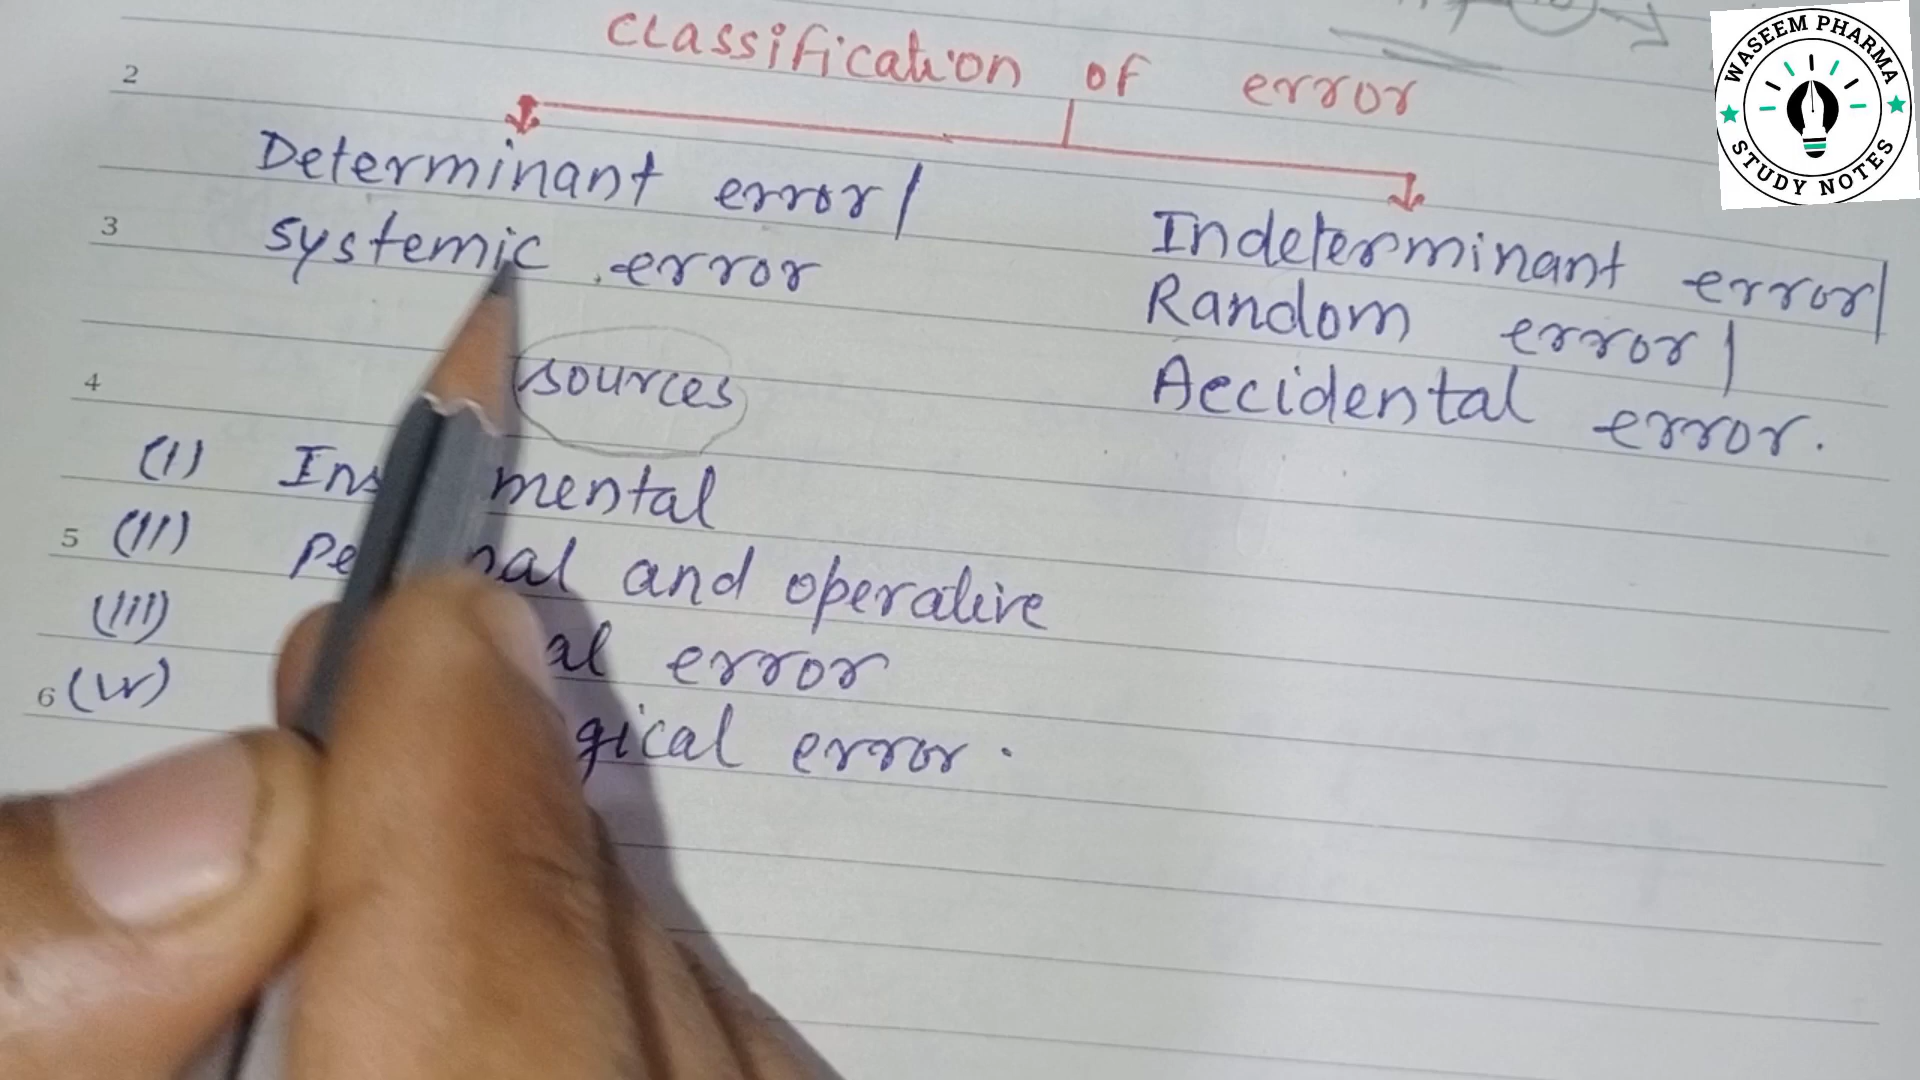 Classification of error
2
Determinant error/
3
systemic error
Indeterminant error/
Random error/
Accidental error.
sources
4
(I)
mental
5 (II)
and operative
(III)
error
6 (IV)
error.
WASEEM PHARMA
STUDY NOTES